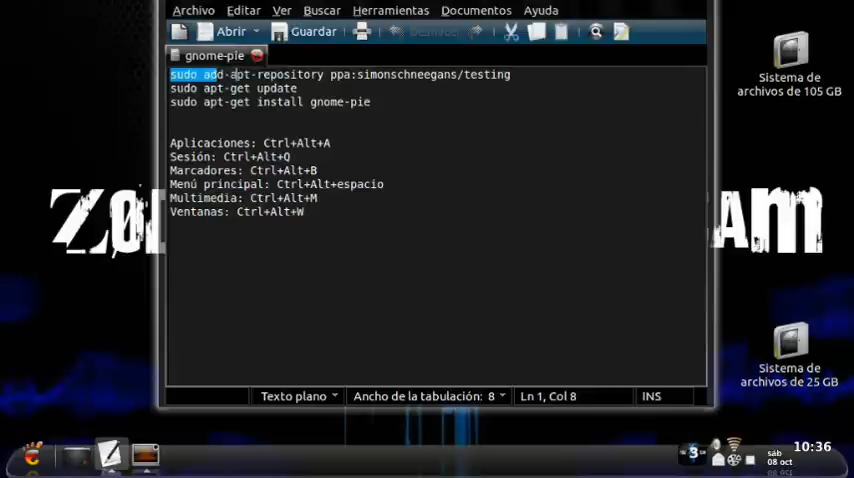 Archivo Editar Ver Buscar Herramientas Documentos Ayuda
Abrir Guardar Deshacer
gnome-pie
sudo add-apt-repository ppa:simonschneegans/testing
sudo apt-get update
sudo apt-get install gnome-pie
Aplicaciones: Ctrl+Alt+A
Sesión: Ctrl+Alt+Q
Marcadores: Ctrl+Alt+B
Menú principal: Ctrl+Alt+espacio
Multimedia: Ctrl+Alt+M
Ventanas: Ctrl+Alt+W
Texto plano Ancho de la tabulación: 8 Ln 1, Col 8 INS
Sistema de
archivos de 105 GB
Sistema de
archivos de 25 GB
3
10:36
sáb
08 oct